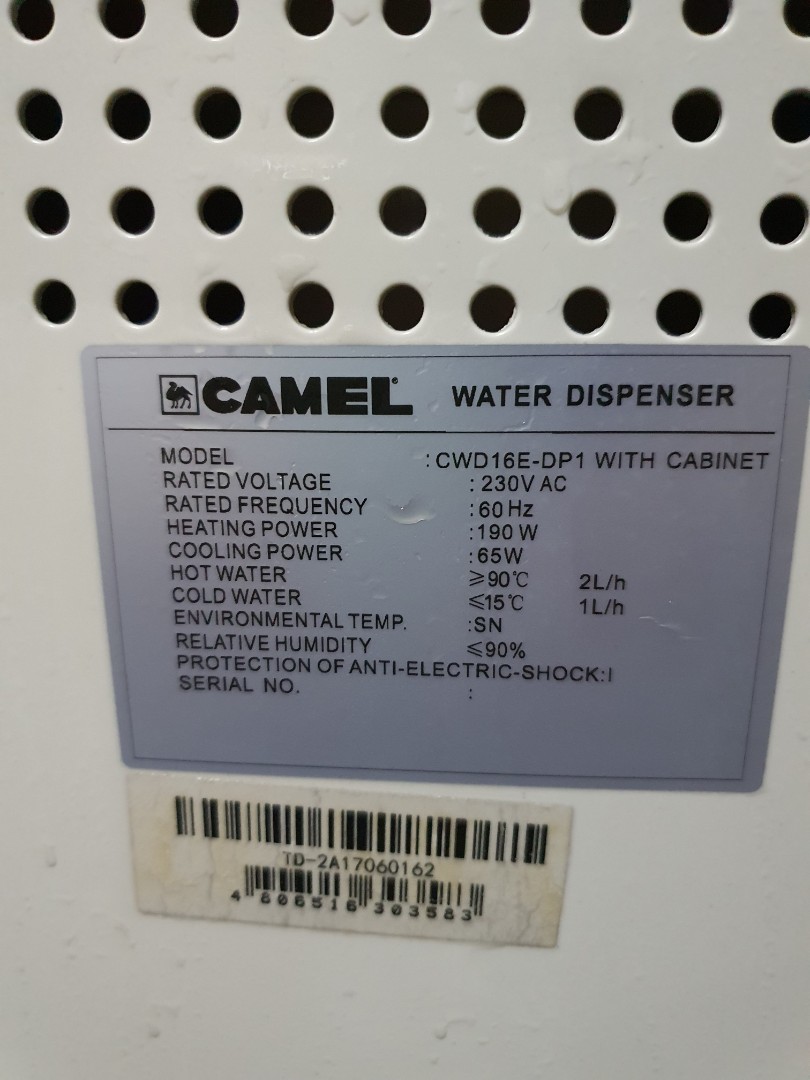 CAMEL® WATER DISPENSER
MODEL : CWD16E-DP1 WITH CABINET
RATED VOLTAGE : 230V AC
RATED FREQUENCY : 60 Hz
HEATING POWER : 190 W
COOLING POWER : 65W
HOT WATER ≥90℃ 2L/h
COLD WATER ≤15℃ 1L/h
ENVIRONMENTAL TEMP. :SN
RELATIVE HUMIDITY ≤90%
PROTECTION OF ANTI-ELECTRIC-SHOCK:I
SERIAL NO. :
TD-2A17060162
4 806516 303583